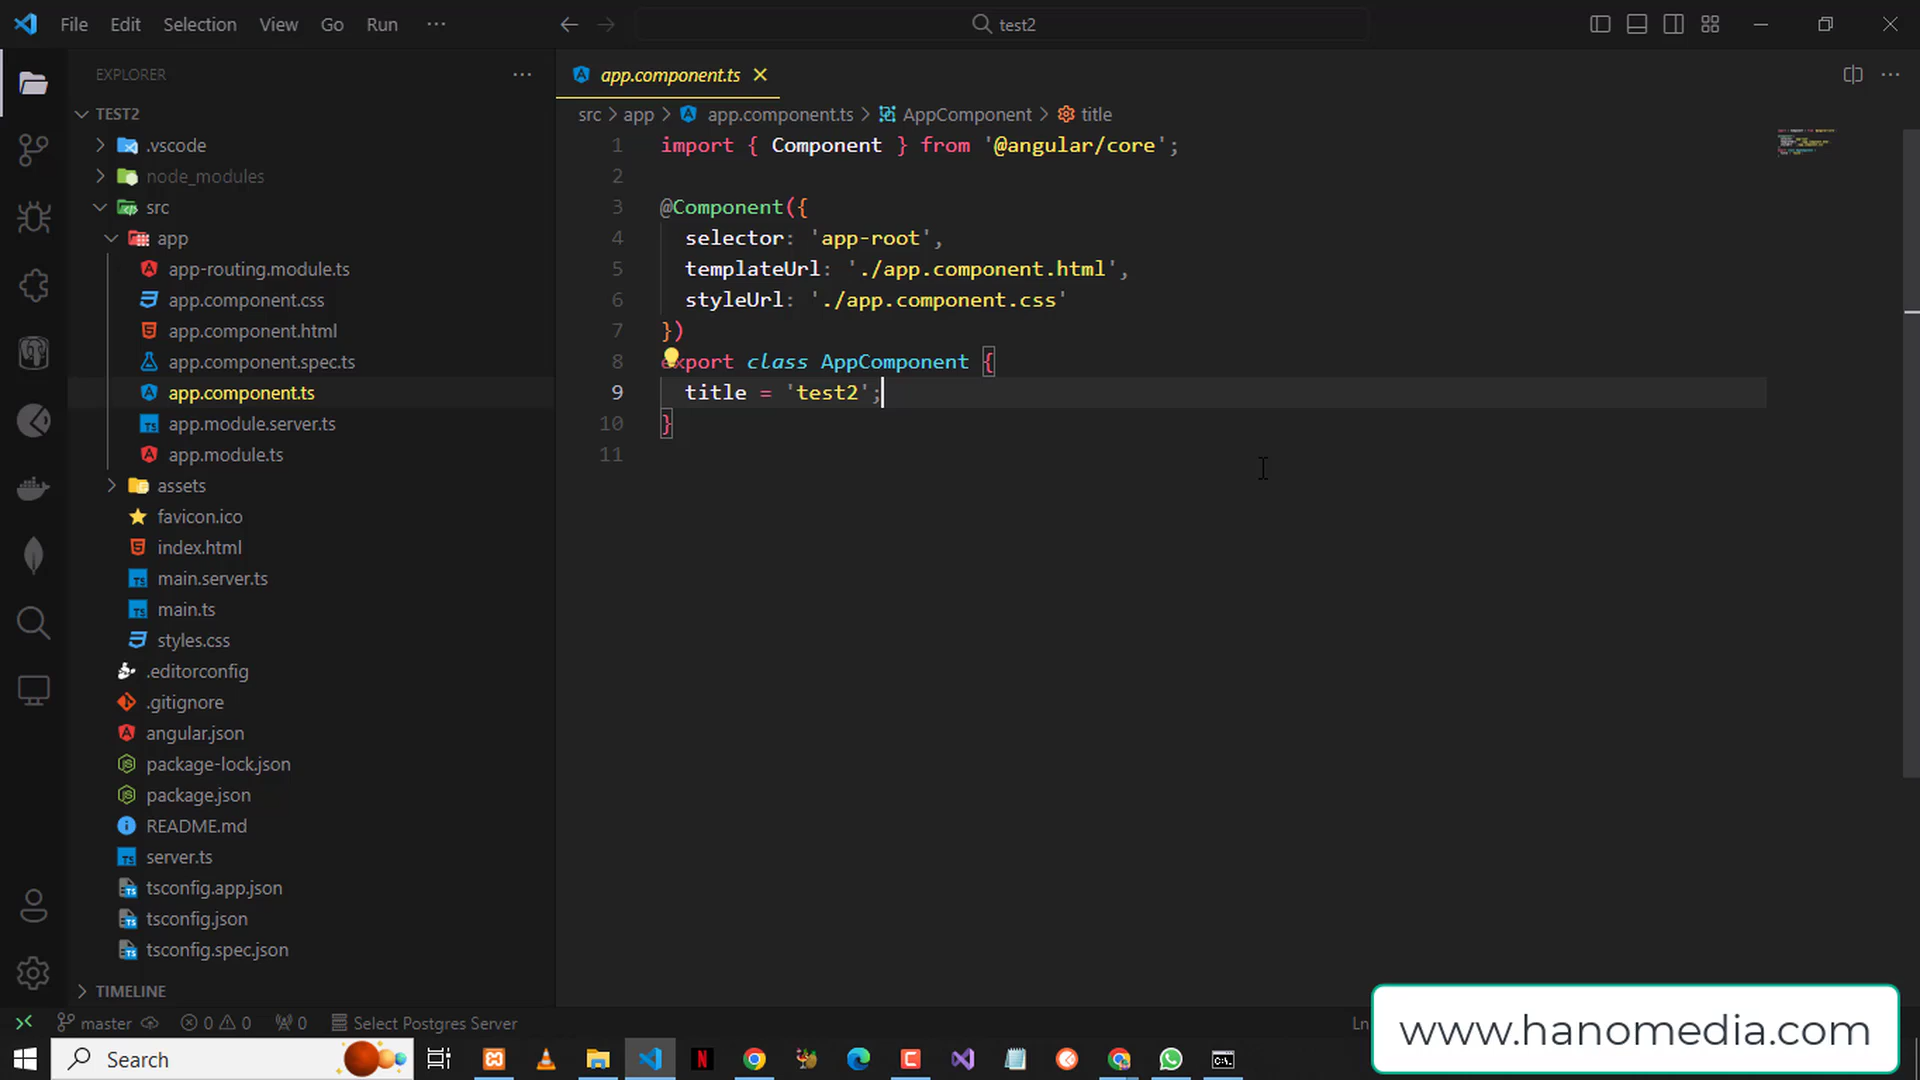 File Edit Selection View Go Run ··· test2
EXPLORER ···
TEST2
.vscode
node_modules
src
app
app-routing.module.ts
app.component.css
app.component.html
app.component.spec.ts
app.component.ts
app.module.server.ts
app.module.ts
assets
favicon.ico
index.html
main.server.ts
main.ts
styles.css
.editorconfig
.gitignore
angular.json
package-lock.json
package.json
README.md
server.ts
tsconfig.app.json
tsconfig.json
tsconfig.spec.json
TIMELINE
app.component.ts
src > app > app.component.ts > AppComponent > title
1 import { Component } from '@angular/core';
2
3 @Component({
4 selector: 'app-root',
5 templateUrl: './app.component.html',
6 styleUrl: './app.component.css'
7 })
8 export class AppComponent {
9 title = 'test2';
10 }
11
master 0 0 0 Select Postgres Server Ln
www.hanomedia.com
Search